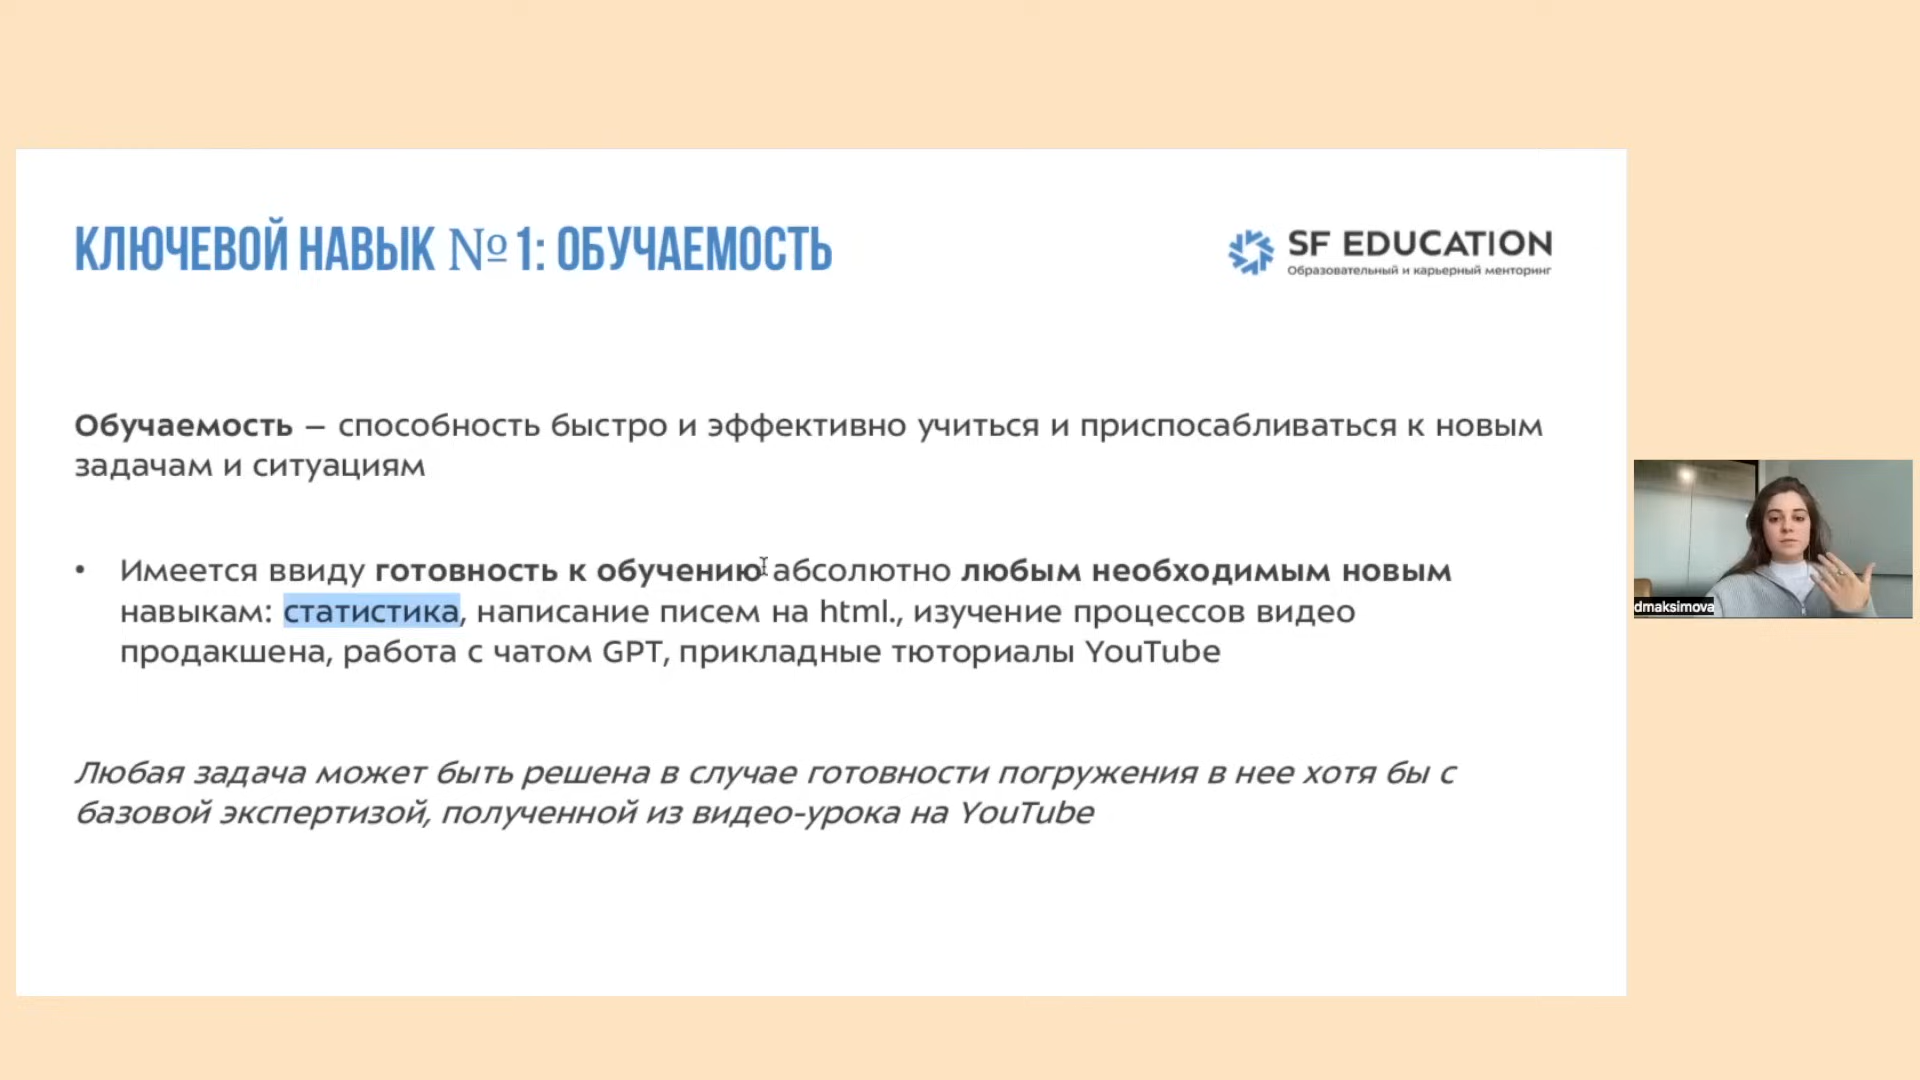 КЛЮЧЕВОЙ НАВЫК №1: ОБУЧАЕМОСТЬ
SF EDUCATION
Образовательный и карьерный менторинг
Обучаемость – способность быстро и эффективно учиться и приспосабливаться к новым
задачам и ситуациям
• Имеется ввиду готовность к обучению абсолютно любым необходимым новым
навыкам: статистика, написание писем на html., изучение процессов видео
продакшена, работа с чатом GPT, прикладные тюториалы YouTube
Любая задача может быть решена в случае готовности погружения в нее хотя бы с
базовой экспертизой, полученной из видео-урока на YouTube
dmaksimova